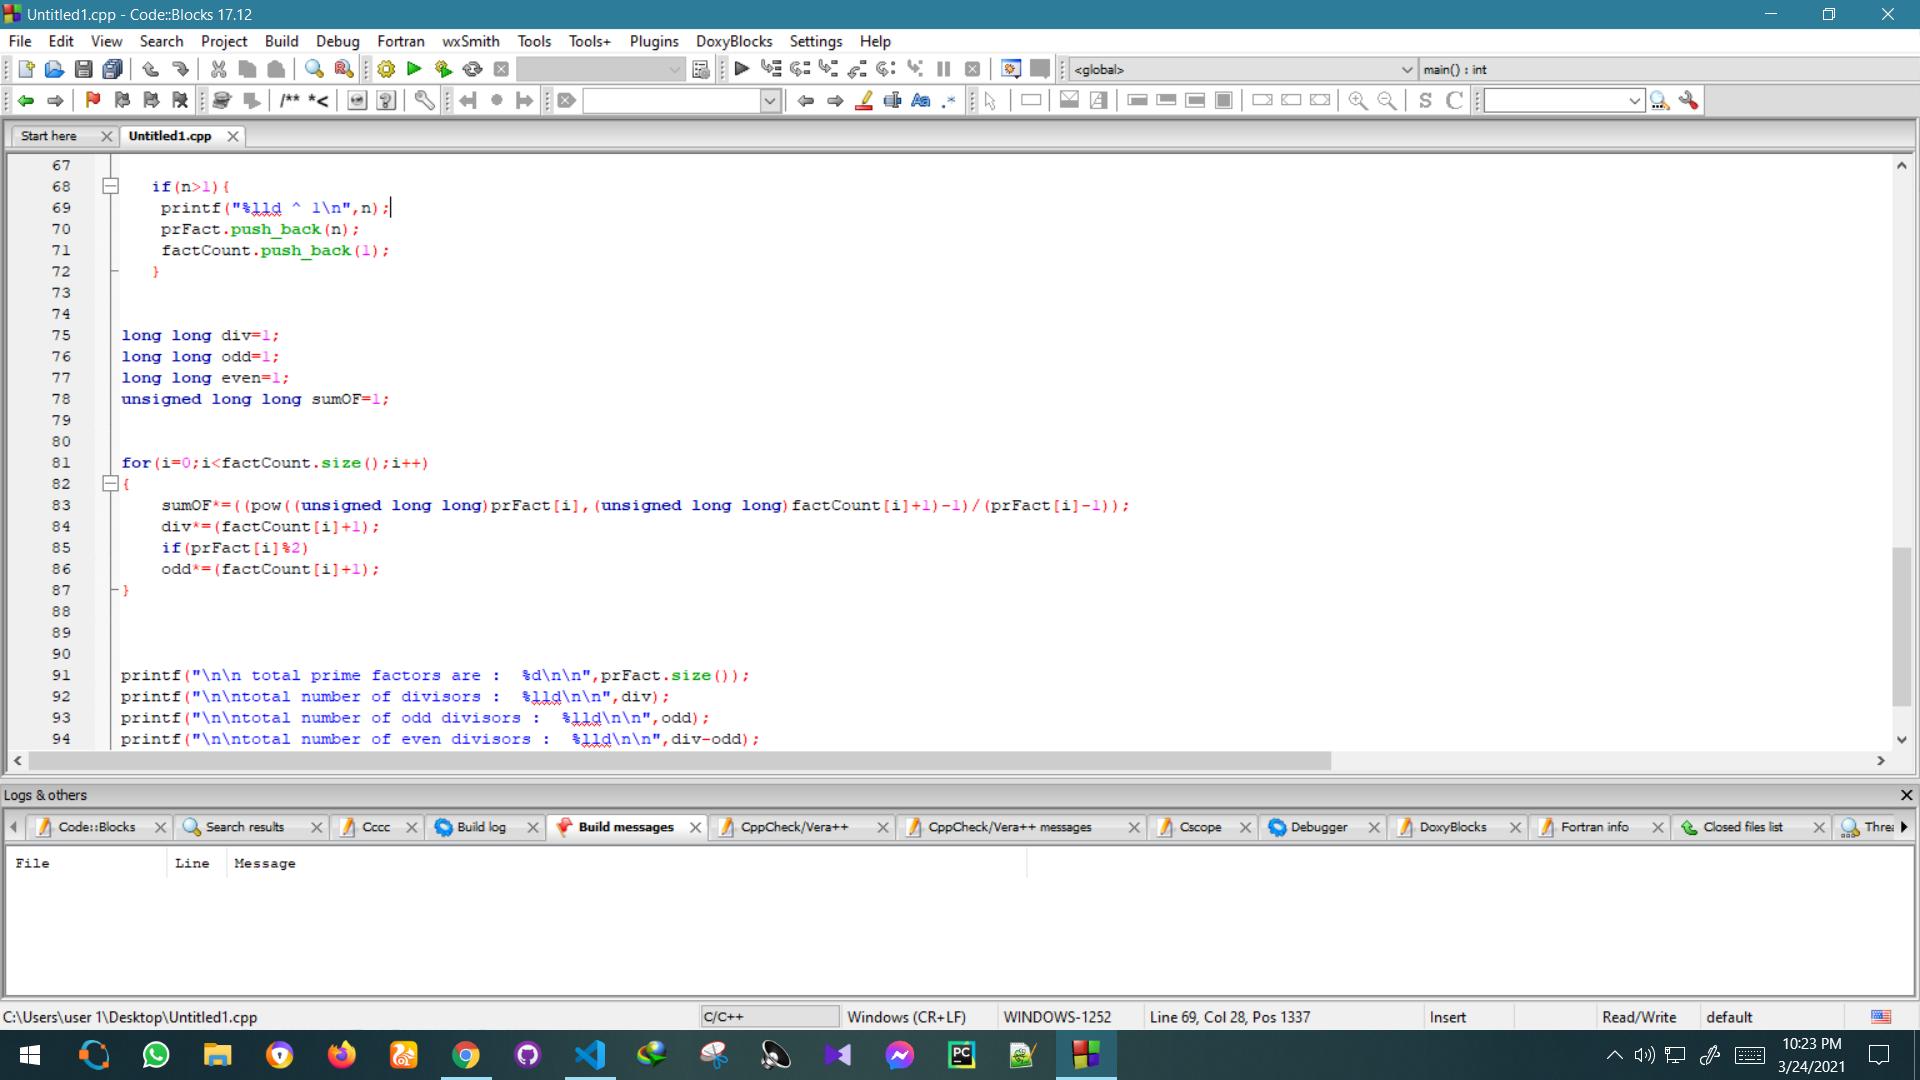 Untitled1.cpp - Code::Blocks 17.12
File Edit View Search Project Build Debug Fortran wxSmith Tools Tools+ Plugins DoxyBlocks Settings Help
<global> main() : int
/** *< Aa .* S C
Start here Untitled1.cpp
67
68 if(n>1){
69 printf("%lld ^ 1\n",n);
70 prFact.push_back(n);
71 factCount.push_back(1);
72 }
73
74
75 long long div=1;
76 long long odd=1;
77 long long even=1;
78 unsigned long long sumOF=1;
79
80
81 for(i=0;i<factCount.size();i++)
82 {
83 sumOF*=((pow((unsigned long long)prFact[i],(unsigned long long)factCount[i]+1)-1)/(prFact[i]-1));
84 div*=(factCount[i]+1);
85 if(prFact[i]%2)
86 odd*=(factCount[i]+1);
87 }
88
89
90
91 printf("\n\n total prime factors are :  %d\n\n",prFact.size());
92 printf("\n\ntotal number of divisors :  %lld\n\n",div);
93 printf("\n\ntotal number of odd divisors :  %lld\n\n",odd);
94 printf("\n\ntotal number of even divisors :  %lld\n\n",div-odd);
Logs & others
Code::Blocks Search results Cccc Build log Build messages CppCheck/Vera++ CppCheck/Vera++ messages Cscope Debugger DoxyBlocks Fortran info Closed files list Threa
File Line Message
C:\Users\user 1\Desktop\Untitled1.cpp C/C++ Windows (CR+LF) WINDOWS-1252 Line 69, Col 28, Pos 1337 Insert Read/Write default
PC
10:23 PM
3/24/2021